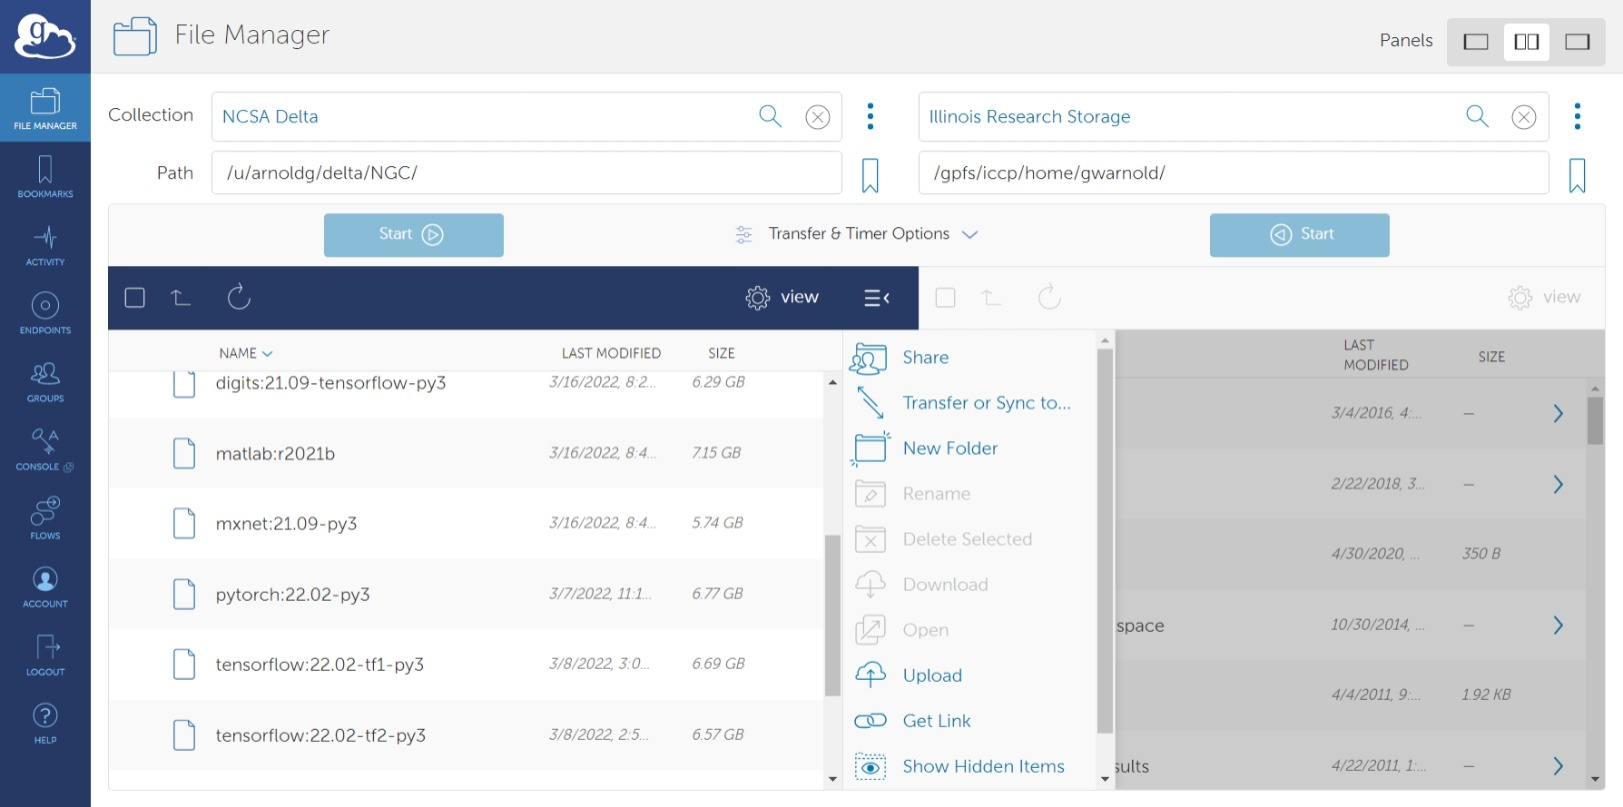 g
File Manager
Panels
FILE MANAGER
BOOKMARKS
ACTIVITY
ENDPOINTS
GROUPS
CONSOLE
FLOWS
ACCOUNT
LOGOUT
HELP
Collection
NCSA Delta
Illinois Research Storage
Path
/u/arnoldg/delta/NGC/
/gpfs/iccp/home/gwarnold/
Start
Transfer & Timer Options
Start
view
view
NAME
LAST MODIFIED
SIZE
digits:21.09-tensorflow-py3 3/16/2022, 8:2... 6.29 GB
matlab:r2021b 3/16/2022, 8:4... 7.15 GB
mxnet:21.09-py3 3/16/2022, 8:4... 5.74 GB
pytorch:22.02-py3 3/7/2022, 11:1... 6.77 GB
tensorflow:22.02-tf1-py3 3/8/2022, 3:0... 6.69 GB
tensorflow:22.02-tf2-py3 3/8/2022, 2:5... 6.57 GB
Share
Transfer or Sync to...
New Folder
Rename
Delete Selected
Download
Open
Upload
Get Link
Show Hidden Items
LAST
MODIFIED
SIZE
3/4/2016, 4:... —
2/22/2018, 3... —
4/30/2020, ... 350 B
space 10/30/2014, ... —
4/4/2011, 9:... 1.92 KB
sults 4/22/2011, 1:... —